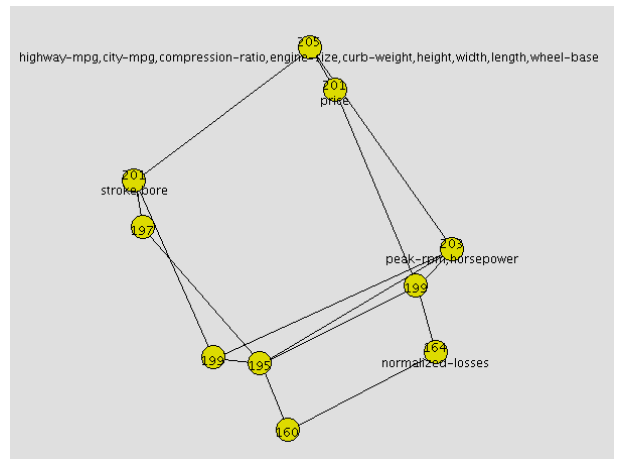 205
highway-mpg,city-mpg,compression-ratio,engine-size,curb-weight,height,width,length,wheel-base
201
price
201
stroke,bore
197
203
peak-rpm,horsepower
199
164
normalized-losses
199
195
160